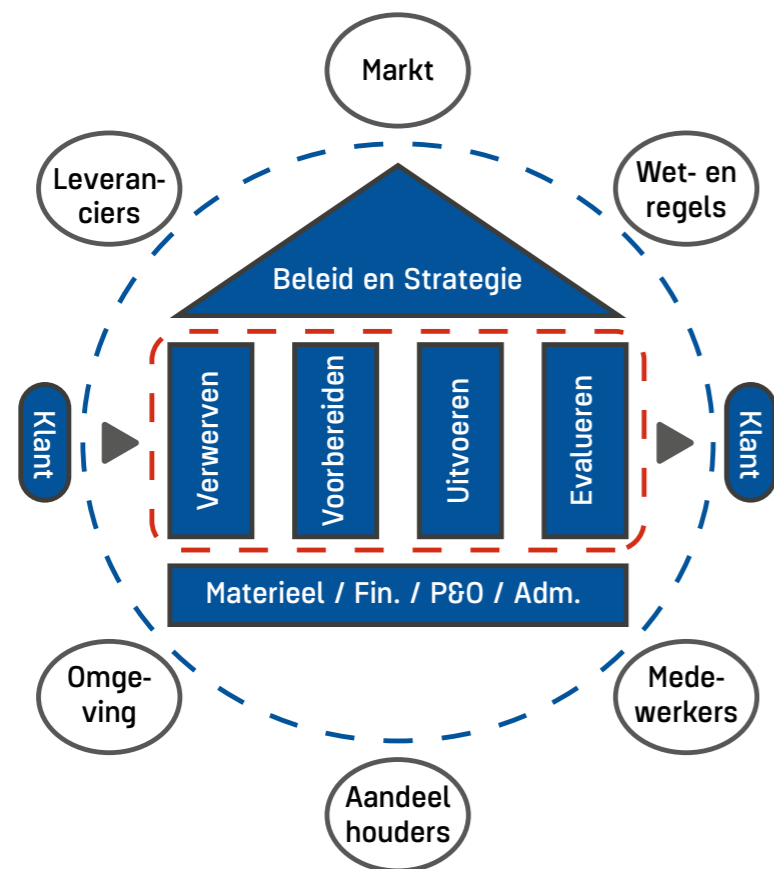 Markt
Leveran-
ciers
Wet- en
regels
Beleid en Strategie
Klant
Verwerven
Voorbereiden
Uitvoeren
Evalueren
Klant
Materieel / Fin. / P&O / Adm.
Omge-
ving
Mede-
werkers
Aandeel
houders